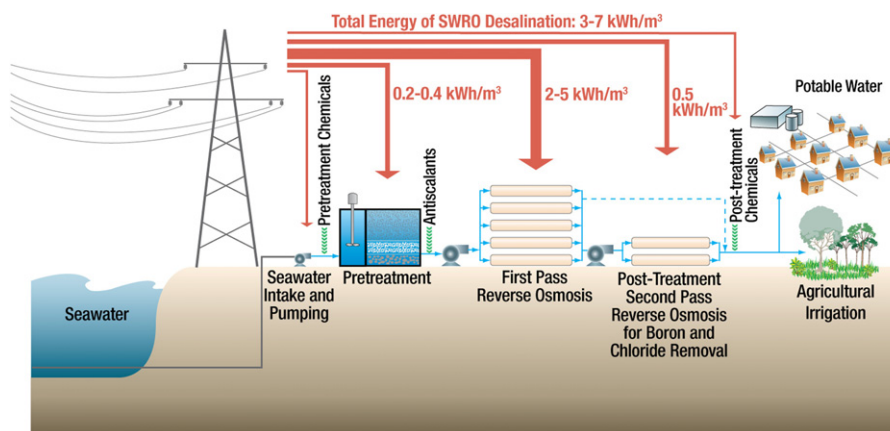 Total Energy of SWRO Desalination: 3-7 kWh/m³
0.2-0.4 kWh/m³
2-5 kWh/m³
0.5
kWh/m³
Potable Water
Pretreatment Chemicals
Antiscalants
Post-treatment
Chemicals
Seawater
Seawater
Intake and
Pumping
Pretreatment
First Pass
Reverse Osmosis
Post-Treatment
Second Pass
Reverse Osmosis
for Boron and
Chloride Removal
Agricultural
Irrigation